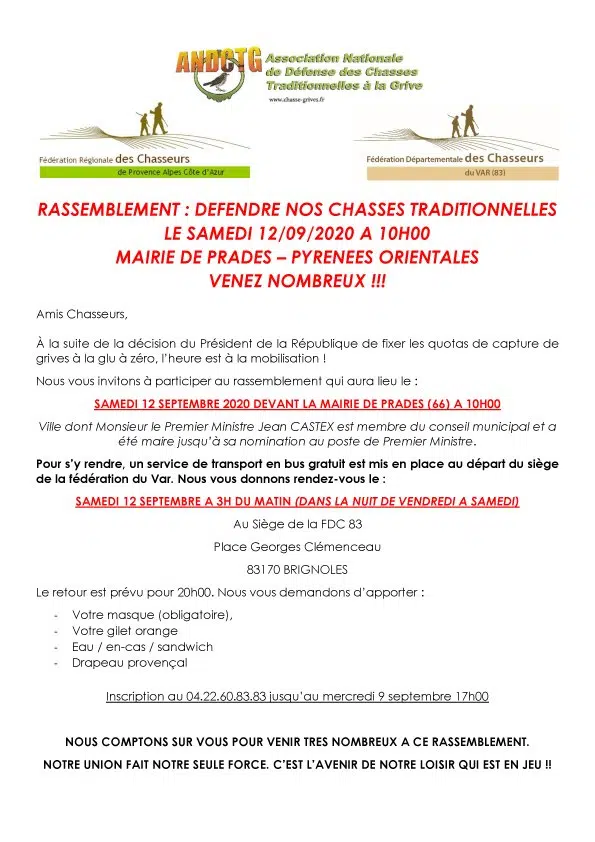 ANDCTG
Association Nationale
de Défense des Chasses
Traditionnelles à la Grive
www.chasse-grives.fr
Fédération Régionale des Chasseurs
de Provence Alpes Côte d'Azur
Fédération Départementale des Chasseurs
du VAR (83)
RASSEMBLEMENT : DEFENDRE NOS CHASSES TRADITIONNELLES
LE SAMEDI 12/09/2020 A 10H00
MAIRIE DE PRADES – PYRENEES ORIENTALES
VENEZ NOMBREUX !!!
Amis Chasseurs,
À la suite de la décision du Président de la République de fixer les quotas de capture de
grives à la glu à zéro, l'heure est à la mobilisation !
Nous vous invitons à participer au rassemblement qui aura lieu le :
SAMEDI 12 SEPTEMBRE 2020 DEVANT LA MAIRIE DE PRADES (66) A 10H00
Ville dont Monsieur le Premier Ministre Jean CASTEX est membre du conseil municipal et a
été maire jusqu'à sa nomination au poste de Premier Ministre.
Pour s'y rendre, un service de transport en bus gratuit est mis en place au départ du siège
de la fédération du Var. Nous vous donnons rendez-vous le :
SAMEDI 12 SEPTEMBRE A 3H DU MATIN (DANS LA NUIT DE VENDREDI A SAMEDI)
Au Siège de la FDC 83
Place Georges Clémenceau
83170 BRIGNOLES
Le retour est prévu pour 20h00. Nous vous demandons d'apporter :
- Votre masque (obligatoire),
- Votre gilet orange
- Eau / en-cas / sandwich
- Drapeau provençal
Inscription au 04.22.60.83.83 jusqu'au mercredi 9 septembre 17h00
NOUS COMPTONS SUR VOUS POUR VENIR TRES NOMBREUX A CE RASSEMBLEMENT.
NOTRE UNION FAIT NOTRE SEULE FORCE. C'EST L'AVENIR DE NOTRE LOISIR QUI EST EN JEU !!